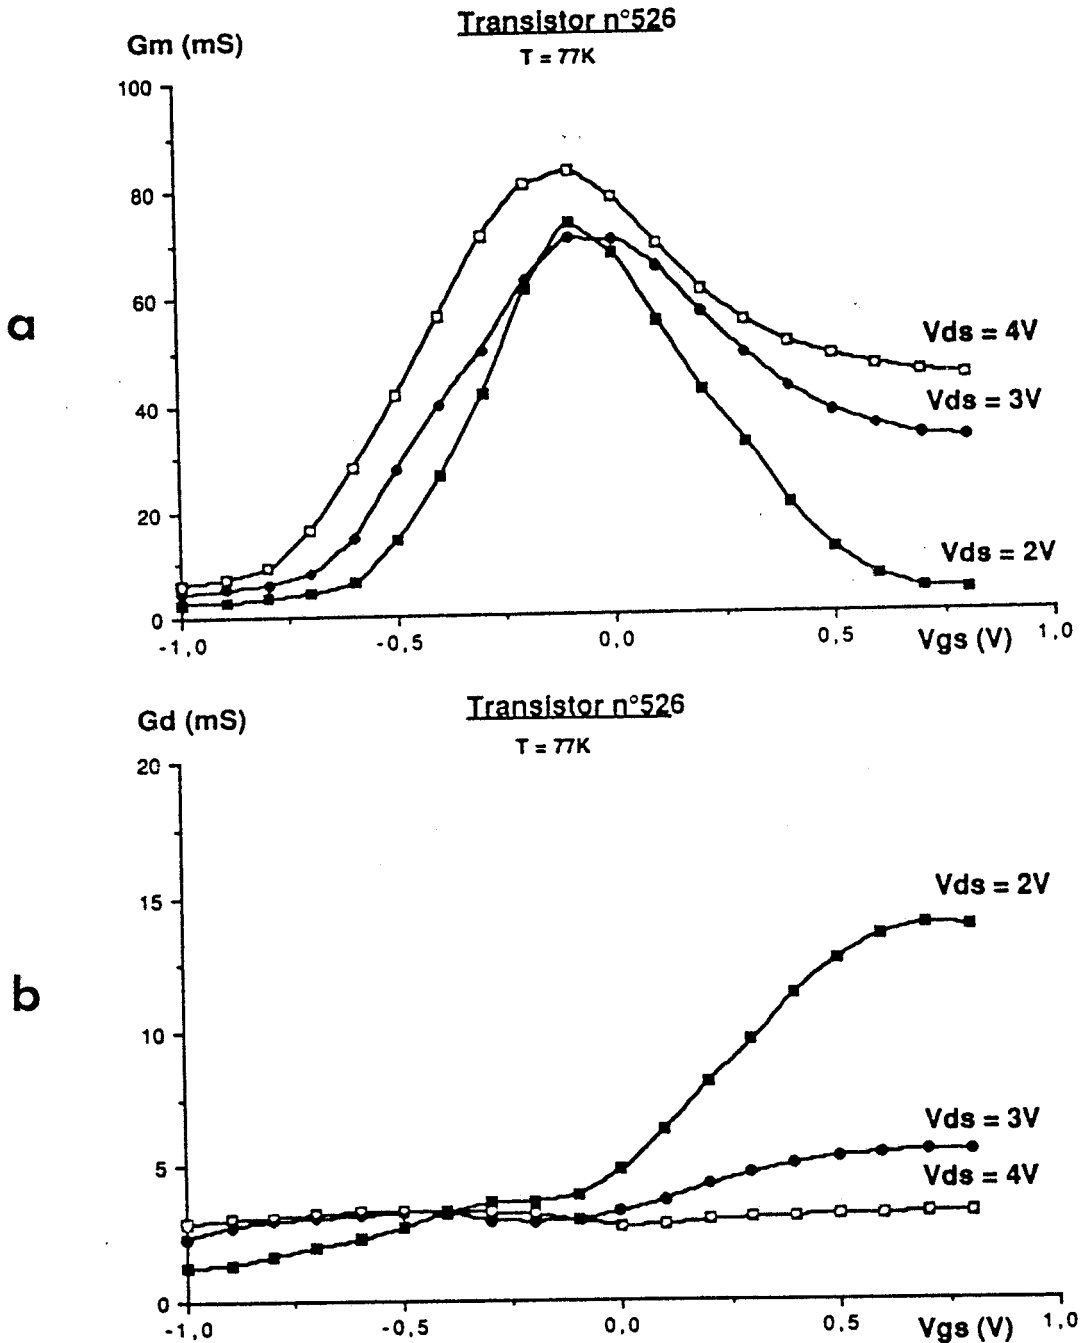 Transistor n°526
Gm (mS)
T = 77K
100
80
60
a
Vds = 4V
Vds = 3V
40
20
Vds = 2V
0
-1,0
-0,5
0,0
0,5
Vgs (V)
1,0
Transistor n°526
Gd (mS)
T = 77K
20
Vds = 2V
15
b
10
Vds = 3V
5
Vds = 4V
0
-1,0
-0,5
0,0
0,5
Vgs (V)
1,0